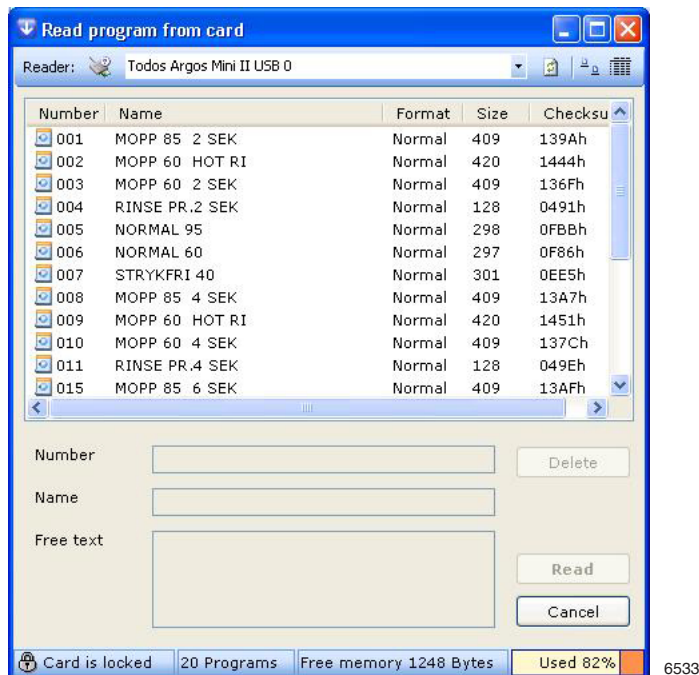 Read program from card
Reader: Todos Argos Mini II USB 0
Number Name Format Size Checksu
001 MOPP 85 2 SEK Normal 409 139Ah
002 MOPP 60 HOT RI Normal 420 1444h
003 MOPP 60 2 SEK Normal 409 136Fh
004 RINSE PR.2 SEK Normal 128 0491h
005 NORMAL 95 Normal 298 0FBBh
006 NORMAL 60 Normal 297 0F86h
007 STRYKFRI 40 Normal 301 0EE5h
008 MOPP 85 4 SEK Normal 409 13A7h
009 MOPP 60 HOT RI Normal 420 1451h
010 MOPP 60 4 SEK Normal 409 137Ch
011 RINSE PR.4 SEK Normal 128 049Eh
015 MOPP 85 6 SEK Normal 409 13AFh
Number
Delete
Name
Free text
Read
Cancel
Card is locked 20 Programs Free memory 1248 Bytes Used 82%
6533